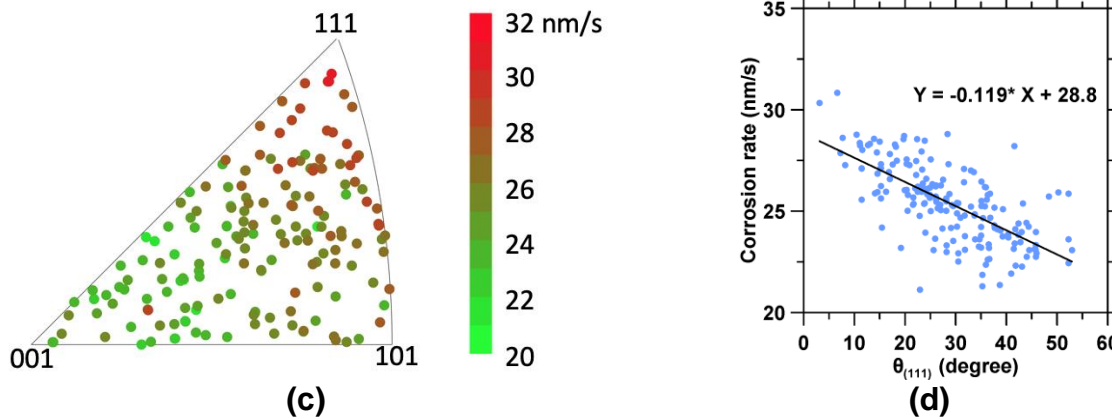 111
001
101
32 nm/s
30
28
26
24
22
20
(c)
Corrosion rate (nm/s)
35
30
25
20
Y = -0.119* X + 28.8
0 10 20 30 40 50 60
θ(111) (degree)
(d)